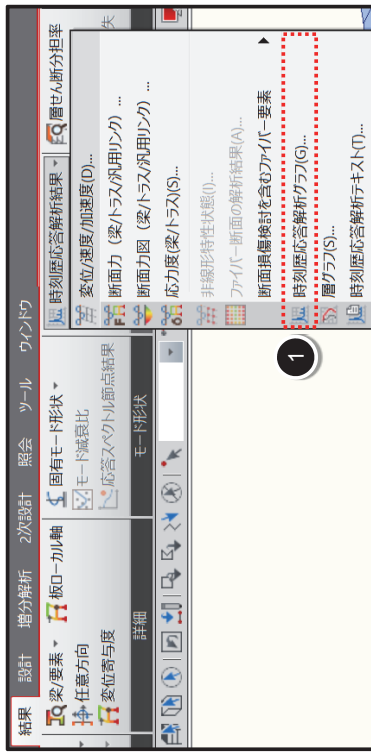 結果 設計 増分解析 2次設計 照会 ツール ウィンドウ
梁/要素 板ローカル軸
任意方向
変位寄与度
詳細
固有モード形状
モード減衰比
応答スペクトル節点結果
モード形状
時刻歴応答解析結果
層せん断分担率
変位/速度/加速度(D)...
断面力 (梁/トラス/汎用リンク) ...
断面力図 (梁/トラス/汎用リンク) ...
応力度(梁/トラス)(S)...
非線形特性状態(I)...
ファイバー断面の解析結果(A)...
断面損傷検討を含むファイバー要素
時刻歴応答解析グラフ(G)...
層グラフ(S)...
時刻歴応答解析テキスト(T)...
1